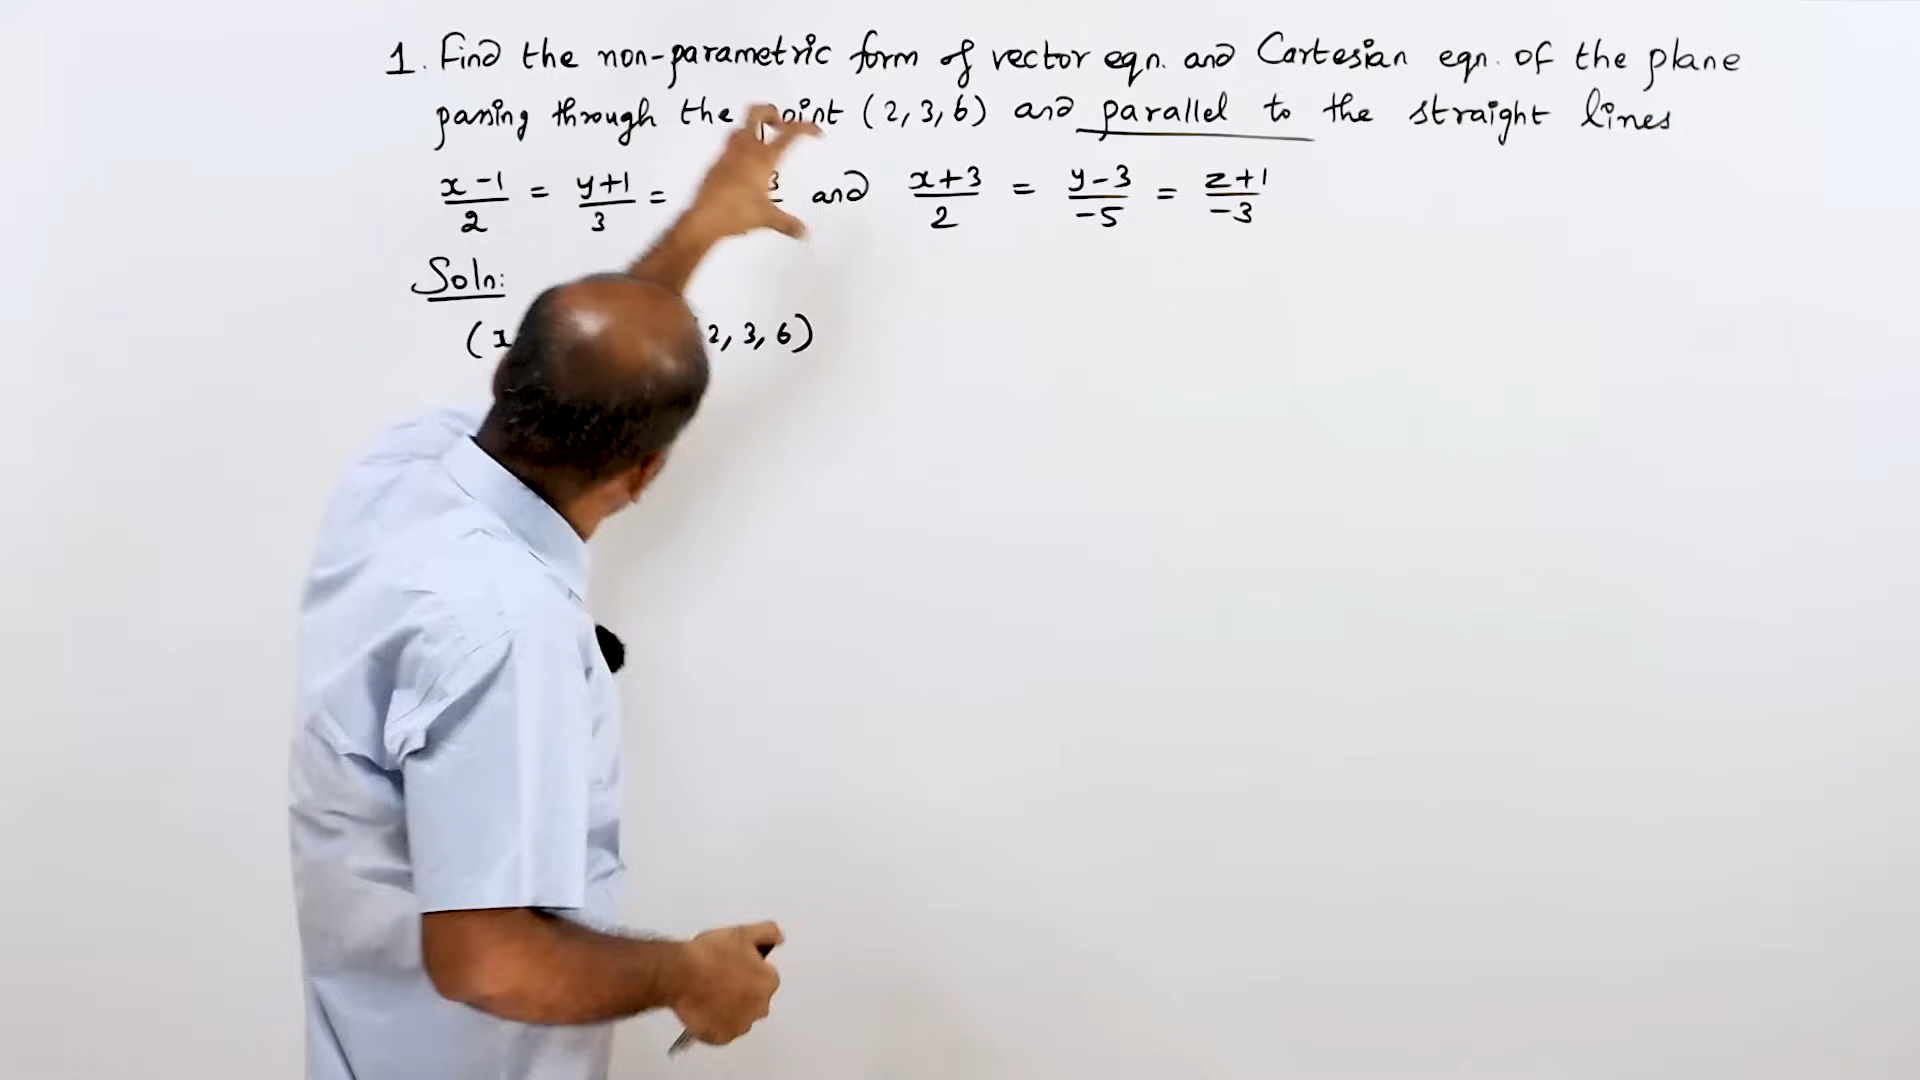 1. Find the non-parametric form of vector eqn. and Cartesian eqn. of the plane
passing through the point (2, 3, 6) and parallel to the straight lines
x-1/2 = y+1/3 = 3 and x+3/2 = y-3/-5 = z+1/-3
Soln:
(x 2, 3, 6)